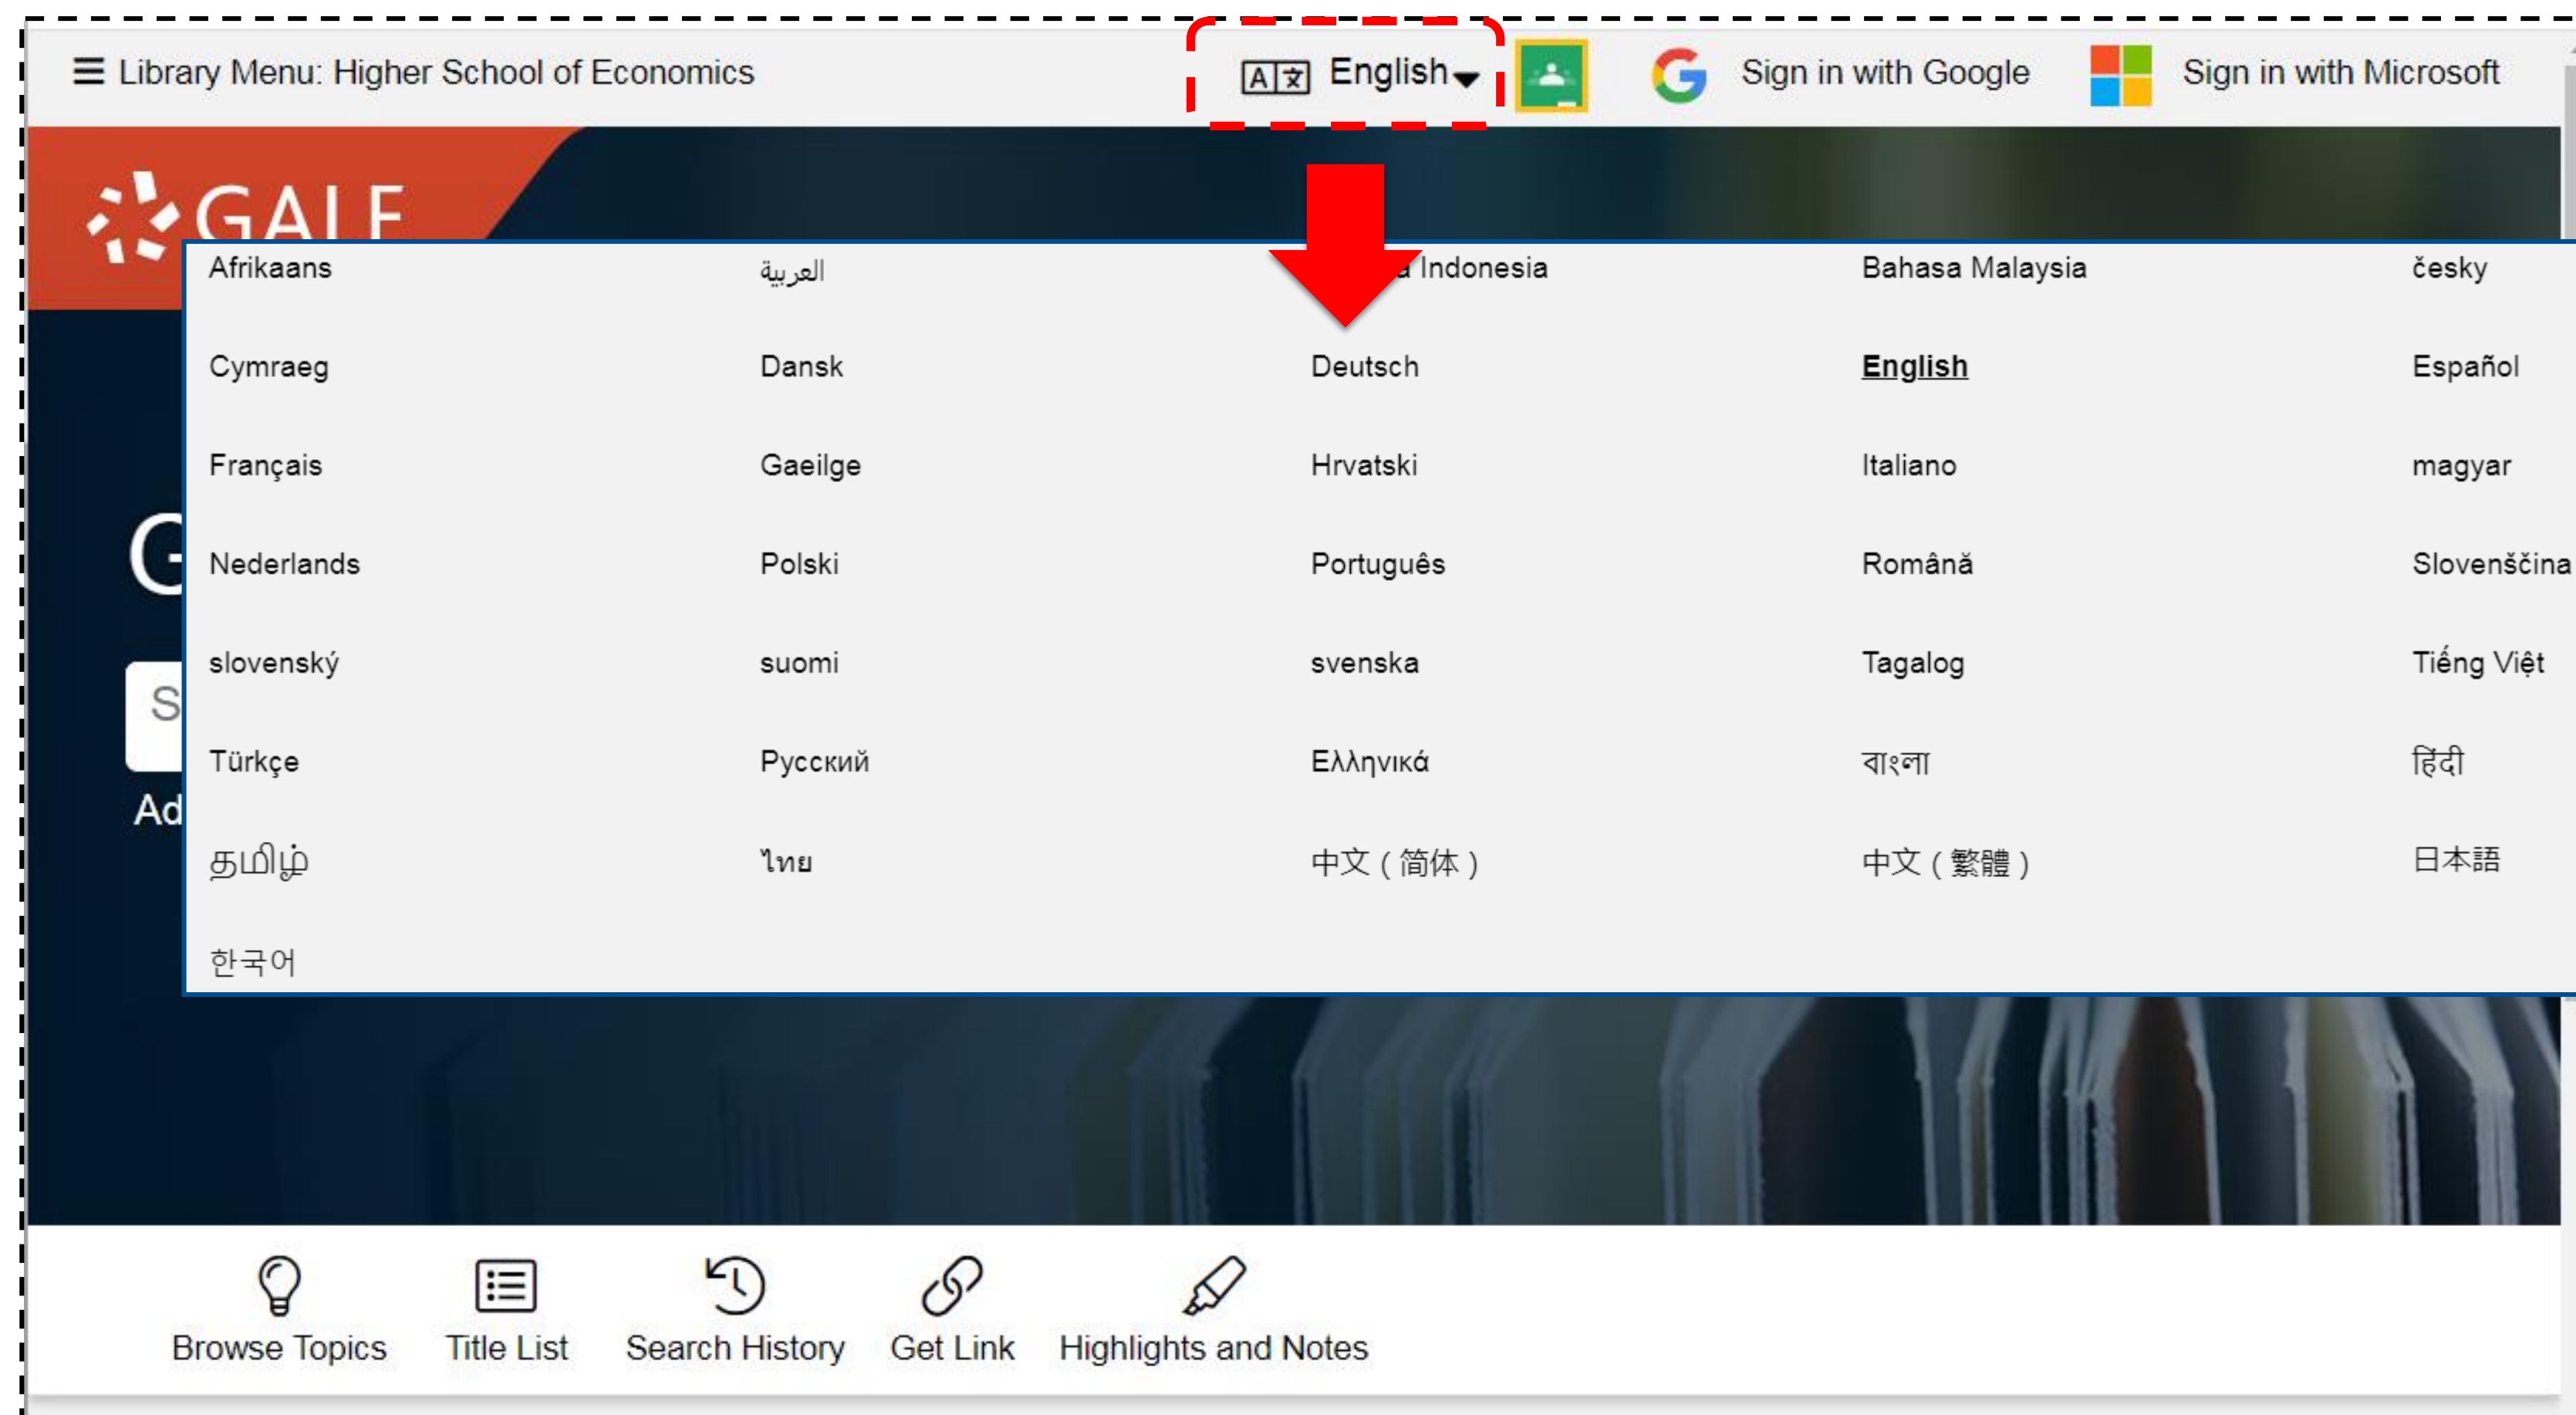 Library Menu: Higher School of Economics English Sign in with Google Sign in with Microsoft
GALE
Afrikaans العربية Indonesia Bahasa Malaysia česky
Cymraeg Dansk Deutsch English Español
Français Gaeilge Hrvatski Italiano magyar
Nederlands Polski Português Română Slovenščina
slovenský suomi svenska Tagalog Tiếng Việt
Türkçe Русский Ελληνικά বাংলা हिंदी
தமிழ் ไทย 中文 ( 简体 ) 中文 ( 繁體 ) 日本語
한국어
Browse Topics Title List Search History Get Link Highlights and Notes